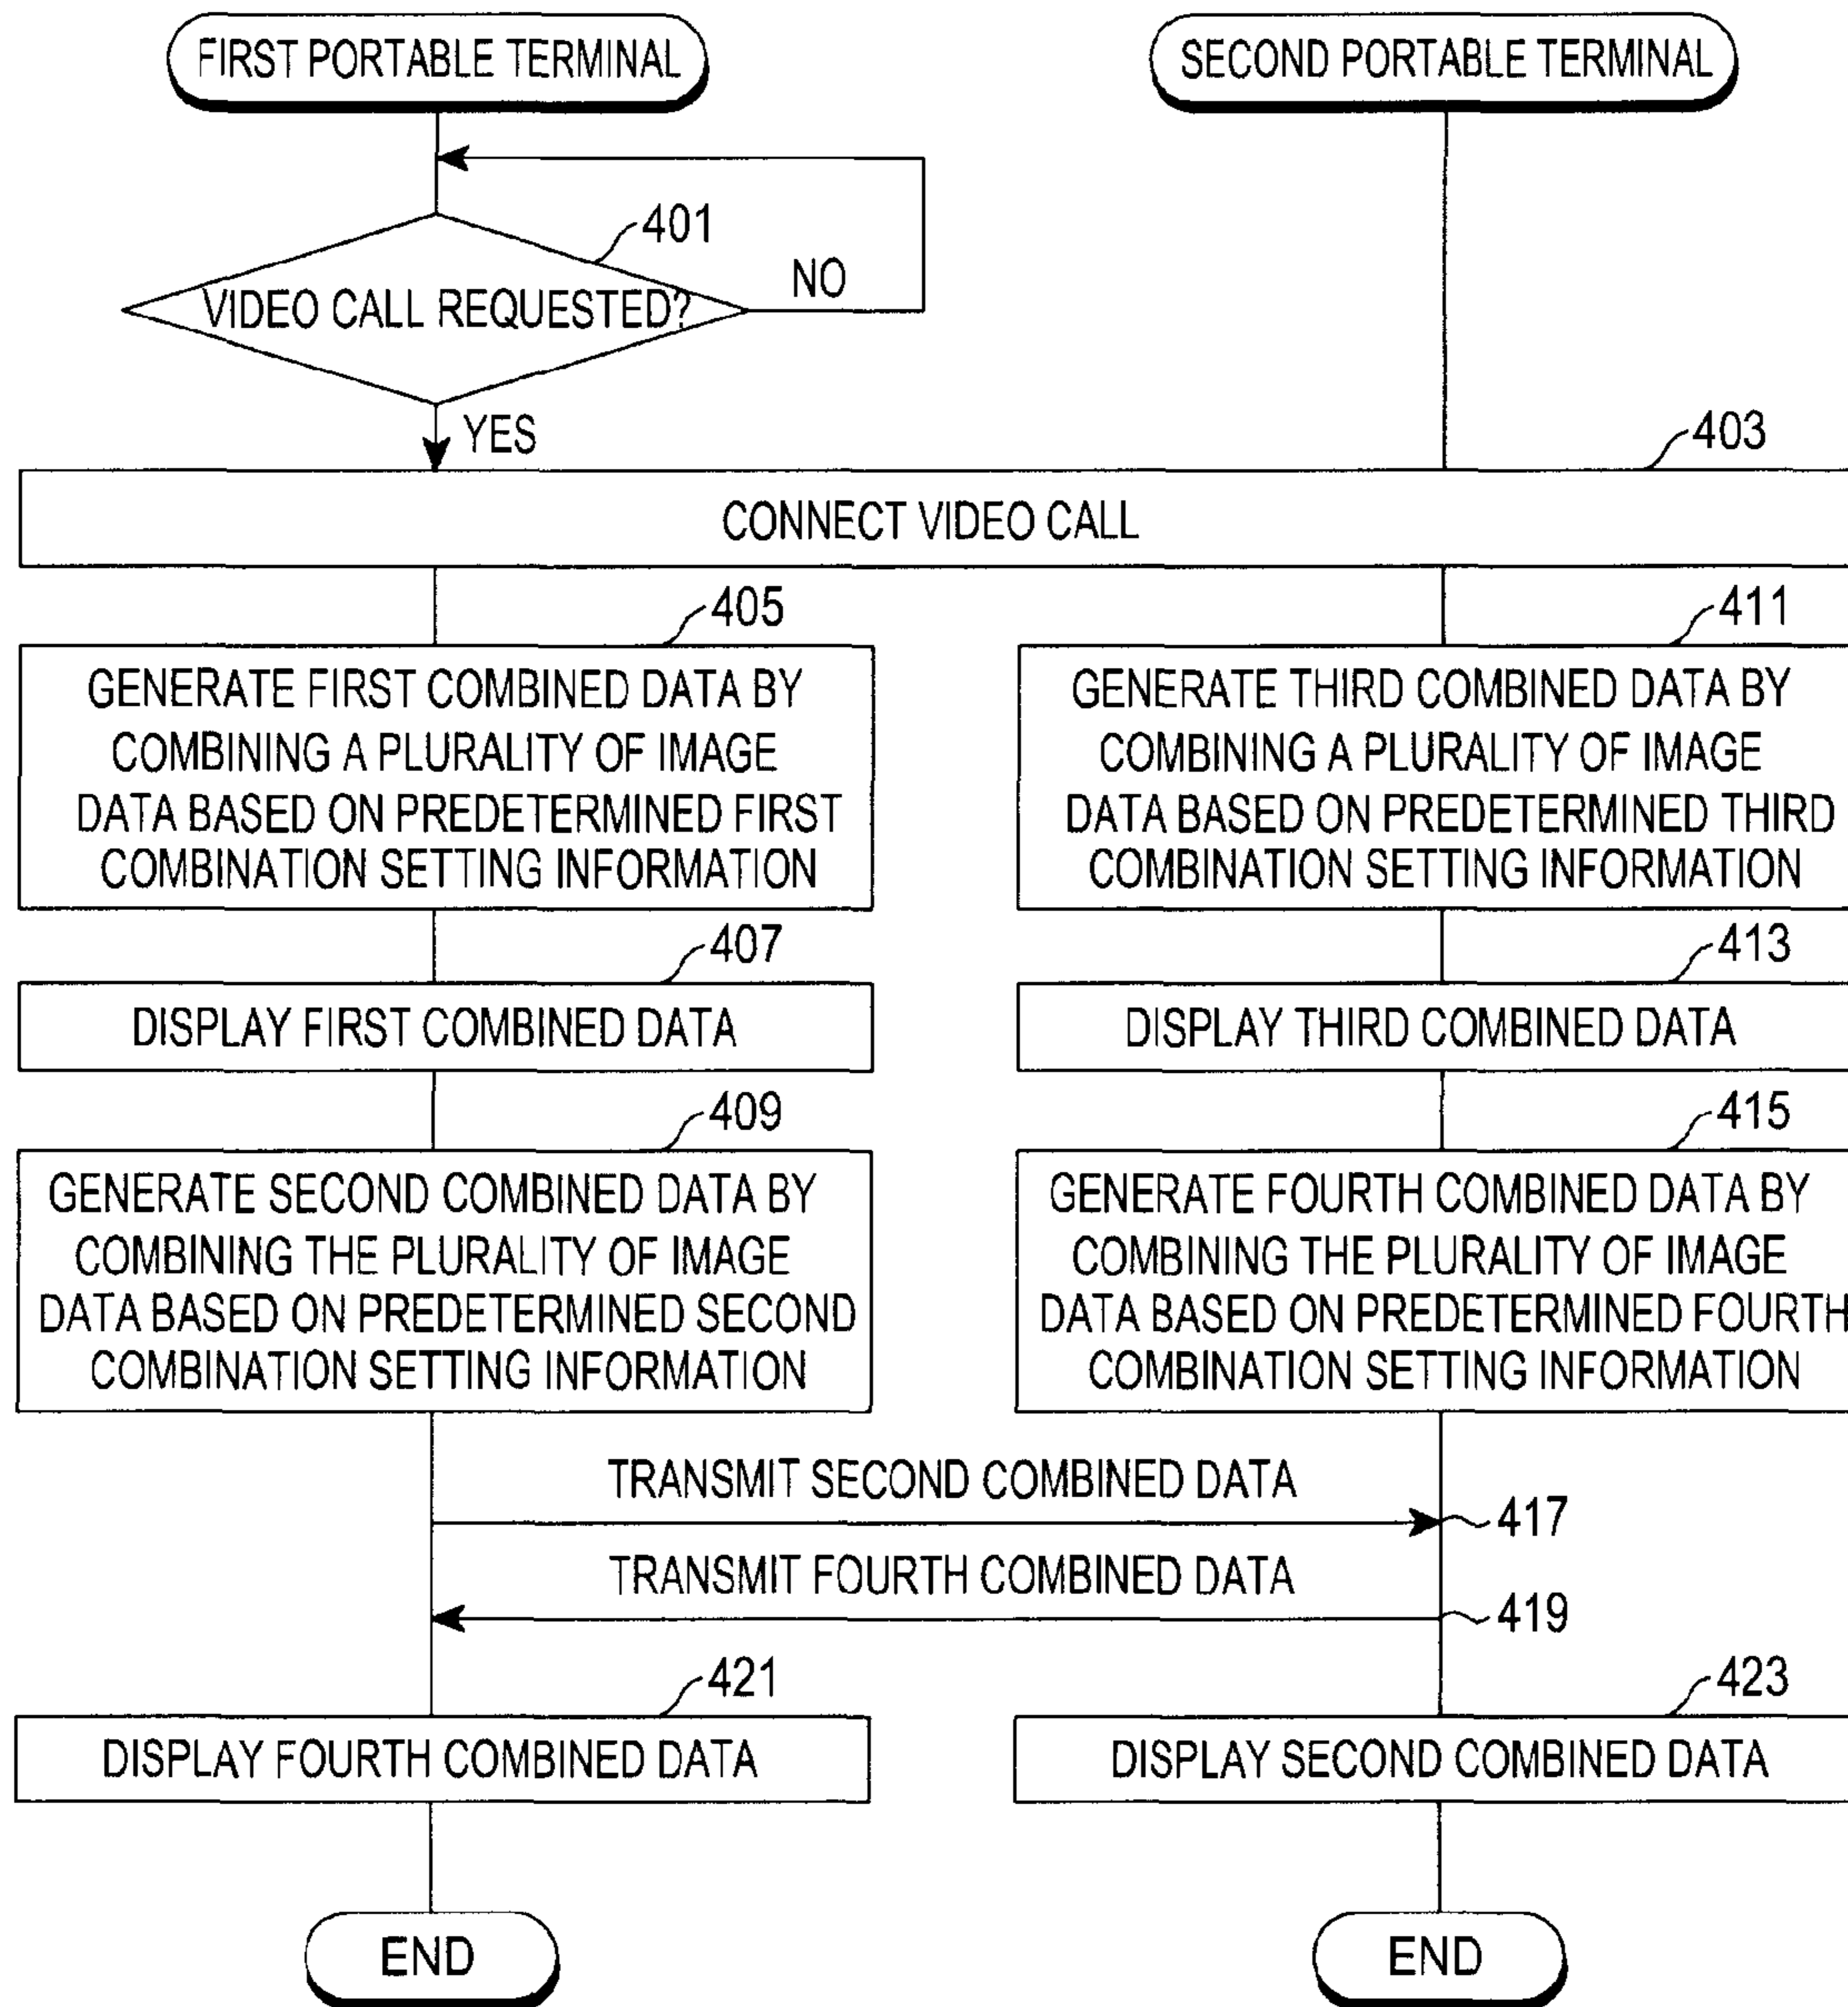 FIRST PORTABLE TERMINAL
SECOND PORTABLE TERMINAL
401
VIDEO CALL REQUESTED?
NO
YES
403
CONNECT VIDEO CALL
405
GENERATE FIRST COMBINED DATA BY
COMBINING A PLURALITY OF IMAGE
DATA BASED ON PREDETERMINED FIRST
COMBINATION SETTING INFORMATION
411
GENERATE THIRD COMBINED DATA BY
COMBINING A PLURALITY OF IMAGE
DATA BASED ON PREDETERMINED THIRD
COMBINATION SETTING INFORMATION
407
DISPLAY FIRST COMBINED DATA
413
DISPLAY THIRD COMBINED DATA
409
GENERATE SECOND COMBINED DATA BY
COMBINING THE PLURALITY OF IMAGE
DATA BASED ON PREDETERMINED SECOND
COMBINATION SETTING INFORMATION
415
GENERATE FOURTH COMBINED DATA BY
COMBINING THE PLURALITY OF IMAGE
DATA BASED ON PREDETERMINED FOURTH
COMBINATION SETTING INFORMATION
TRANSMIT SECOND COMBINED DATA
417
TRANSMIT FOURTH COMBINED DATA
419
421
DISPLAY FOURTH COMBINED DATA
423
DISPLAY SECOND COMBINED DATA
END
END